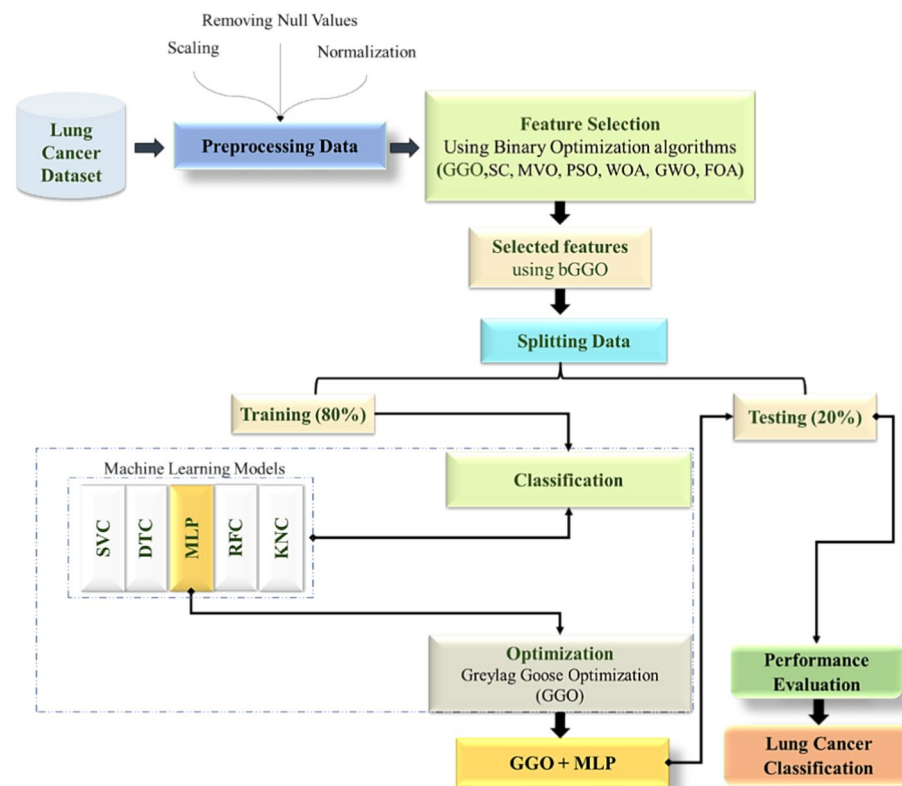 Removing Null Values
Scaling
Normalization
Lung
Cancer
Dataset
Preprocessing Data
Feature Selection
Using Binary Optimization algorithms
(GGO,SC, MVO, PSO, WOA, GWO, FOA)
Selected features
using bGGO
Splitting Data
Training (80%)
Testing (20%)
Machine Learning Models
SVC
DTC
MLP
RFC
KNC
Classification
Optimization
Greylag Goose Optimization
(GGO)
GGO + MLP
Performance
Evaluation
Lung Cancer
Classification